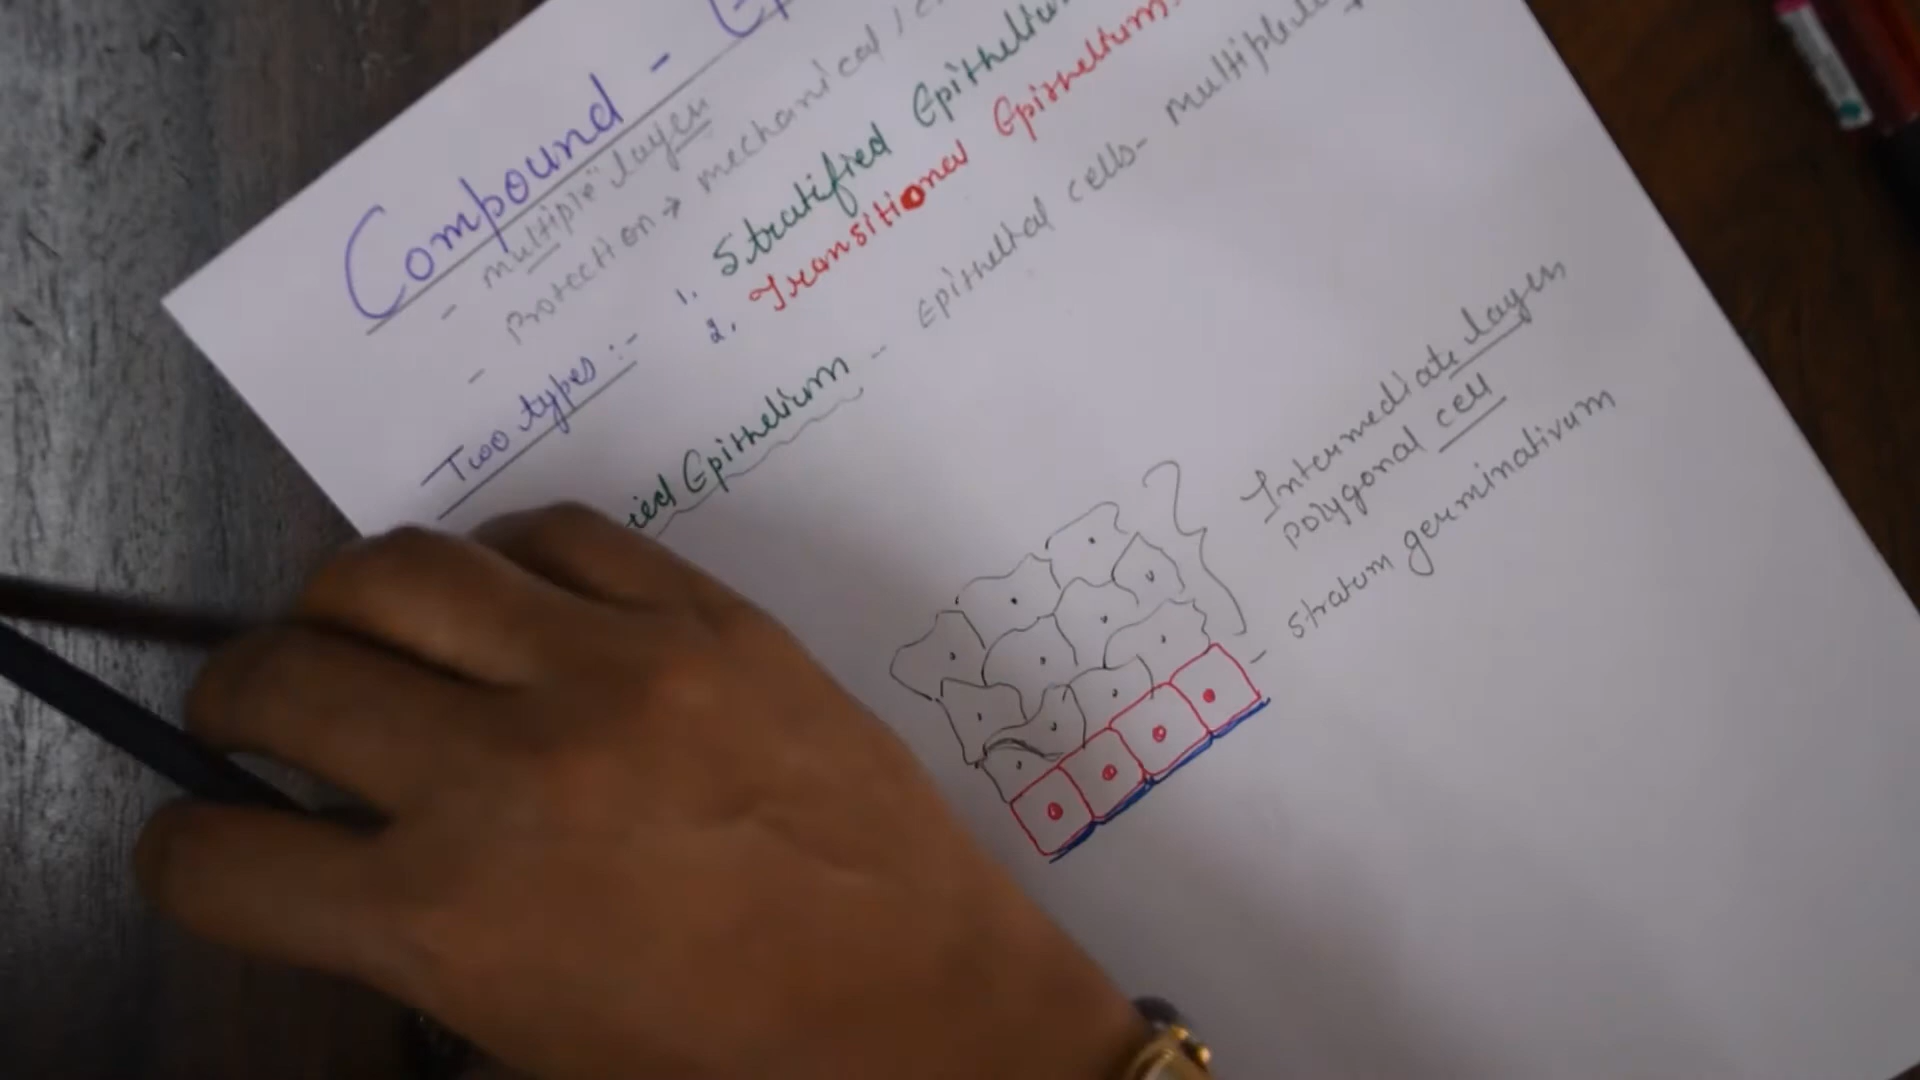 Compound -
- multiple layer
- Protection → mechanical
Two types :- 1. Stratified Epithelium
2. Transitional Epithelium
Epithelium - Epithelial cells-
Intermediate layer
polygonal cell
- stratum germinativum